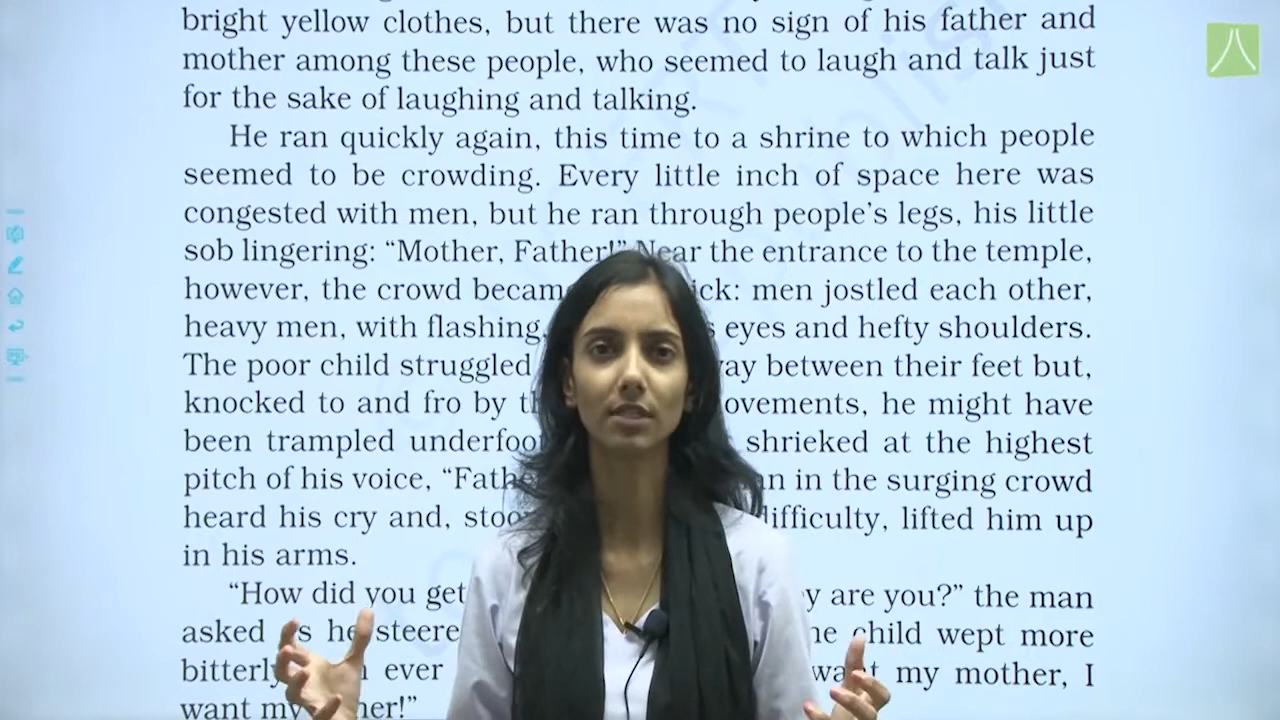 bright yellow clothes, but there was no sign of his father and
mother among these people, who seemed to laugh and talk just
for the sake of laughing and talking.
He ran quickly again, this time to a shrine to which people
seemed to be crowding. Every little inch of space here was
congested with men, but he ran through people's legs, his little
sob lingering: "Mother, Father!" Near the entrance to the temple,
however, the crowd became ick: men jostled each other,
heavy men, with flashing, s eyes and hefty shoulders.
The poor child struggled way between their feet but,
knocked to and fro by th ovements, he might have
been trampled underfoo shrieked at the highest
pitch of his voice, "Fathe an in the surging crowd
heard his cry and, stoo difficulty, lifted him up
in his arms.
"How did you get y are you?" the man
asked as he steere he child wept more
bitterly ever want my mother, I
want my her!"